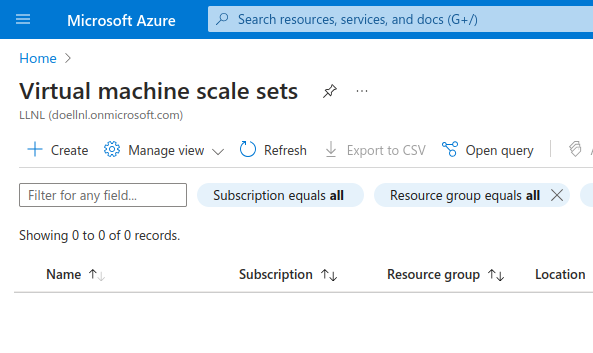 Microsoft Azure
Search resources, services, and docs (G+/)
Home
Virtual machine scale sets
LLNL (doellnl.onmicrosoft.com)
Create Manage view Refresh Export to CSV Open query
Filter for any field... Subscription equals all Resource group equals all
Showing 0 to 0 of 0 records.
Name Subscription Resource group Location